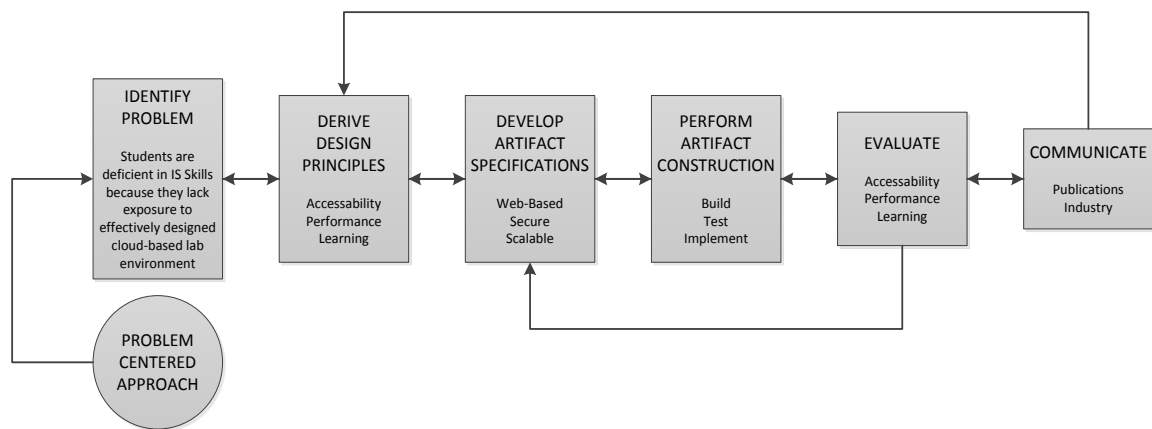 IDENTIFY
PROBLEM
Students are
deficient in IS Skills
because they lack
exposure to
effectively designed
cloud-based lab
environment
DERIVE
DESIGN
PRINCIPLES
Accessability
Performance
Learning
DEVELOP
ARTIFACT
SPECIFICATIONS
Web-Based
Secure
Scalable
PERFORM
ARTIFACT
CONSTRUCTION
Build
Test
Implement
EVALUATE
Accessability
Performance
Learning
COMMUNICATE
Publications
Industry
PROBLEM
CENTERED
APPROACH